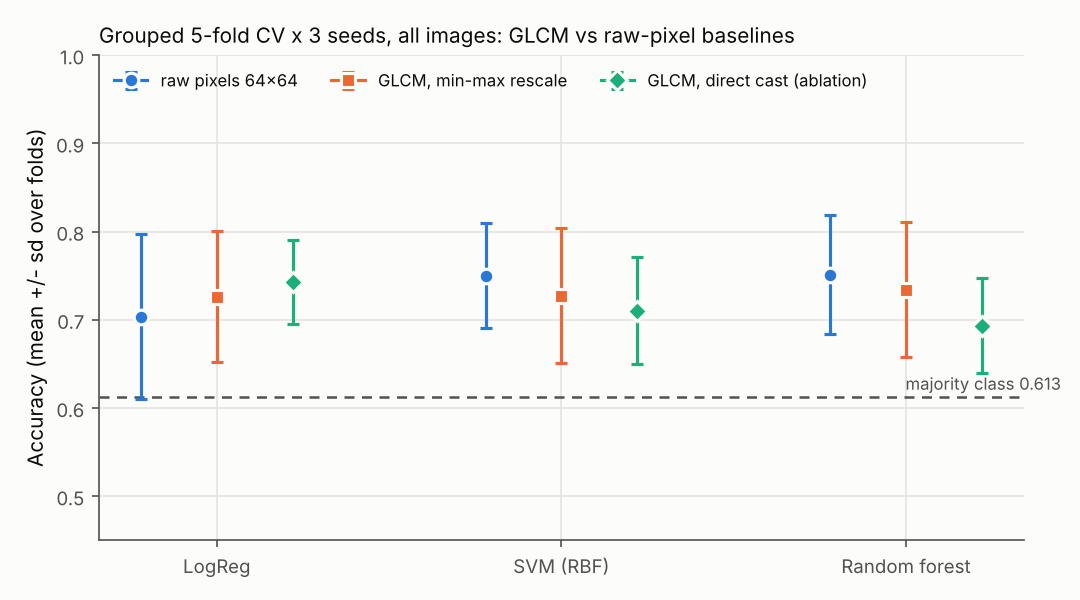 Grouped 5-fold CV x 3 seeds, all images: GLCM vs raw-pixel baselines
raw pixels 64×64 GLCM, min-max rescale GLCM, direct cast (ablation)
Accuracy (mean +/- sd over folds)
1.0
0.9
0.8
0.7
0.6
0.5
majority class 0.613
LogReg SVM (RBF) Random forest